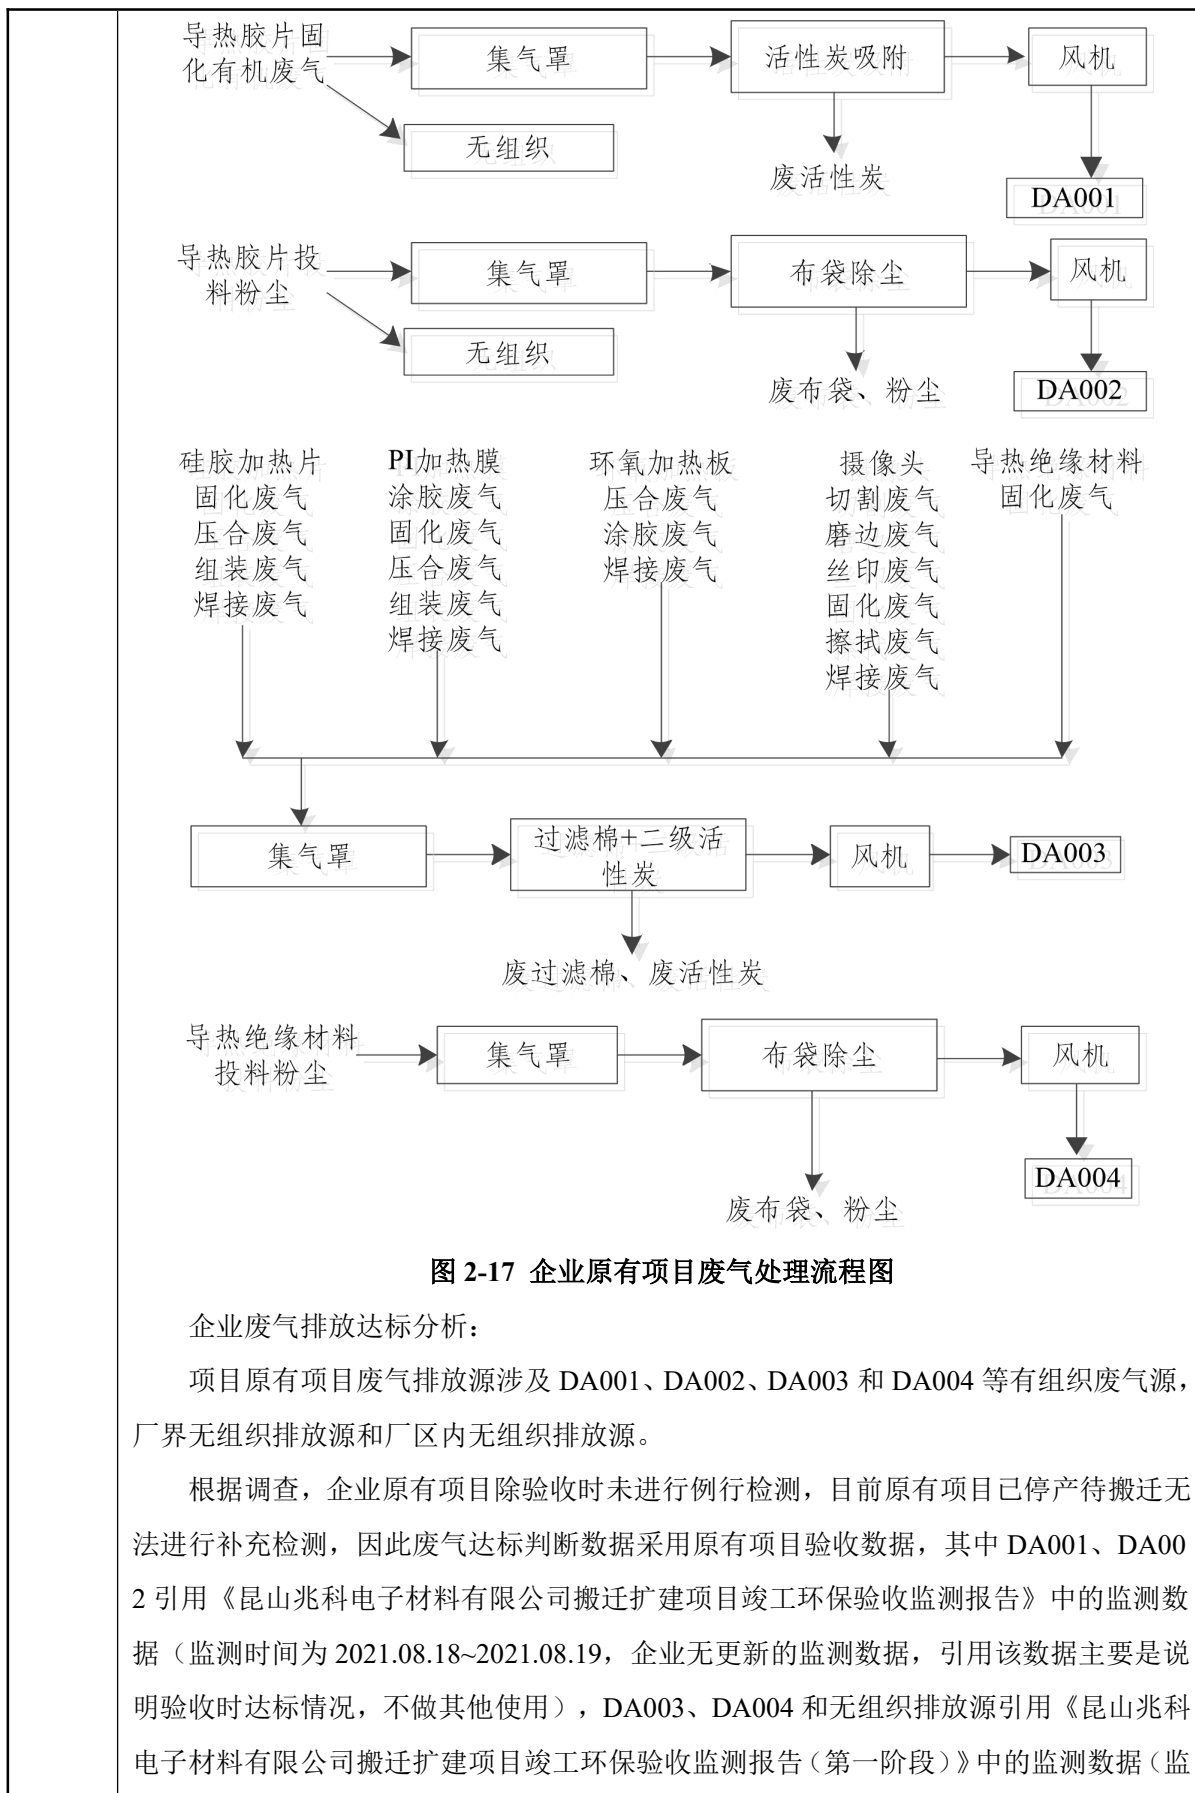 导热胶片固
化有机废气
集气罩
活性炭吸附
风机
无组织
废活性炭
DA001
导热胶片投
料粉尘
集气罩
布袋除尘
风机
无组织
废布袋、粉尘
DA002
硅胶加热片
固化废气
压合废气
组装废气
焊接废气
PI加热膜
涂胶废气
固化废气
压合废气
组装废气
焊接废气
环氧加热板
压合废气
涂胶废气
焊接废气
摄像头
切割废气
磨边废气
丝印废气
固化废气
擦拭废气
焊接废气
导热绝缘材料
固化废气
集气罩
过滤棉+二级活
性炭
风机
DA003
废过滤棉、废活性炭
导热绝缘材料
投料粉尘
集气罩
布袋除尘
风机
废布袋、粉尘
DA004
图 2-17 企业原有项目废气处理流程图
企业废气排放达标分析：
项目原有项目废气排放源涉及 DA001、DA002、DA003 和 DA004 等有组织废气源，
厂界无组织排放源和厂区内无组织排放源。
根据调查，企业原有项目除验收时未进行例行检测，目前原有项目已停产待搬迁无
法进行补充检测，因此废气达标判断数据采用原有项目验收数据，其中 DA001、DA00
2 引用《昆山兆科电子材料有限公司搬迁扩建项目竣工环保验收监测报告》中的监测数
据（监测时间为 2021.08.18~2021.08.19，企业无更新的监测数据，引用该数据主要是说
明验收时达标情况，不做其他使用），DA003、DA004 和无组织排放源引用《昆山兆科
电子材料有限公司搬迁扩建项目竣工环保验收监测报告（第一阶段）》中的监测数据（监